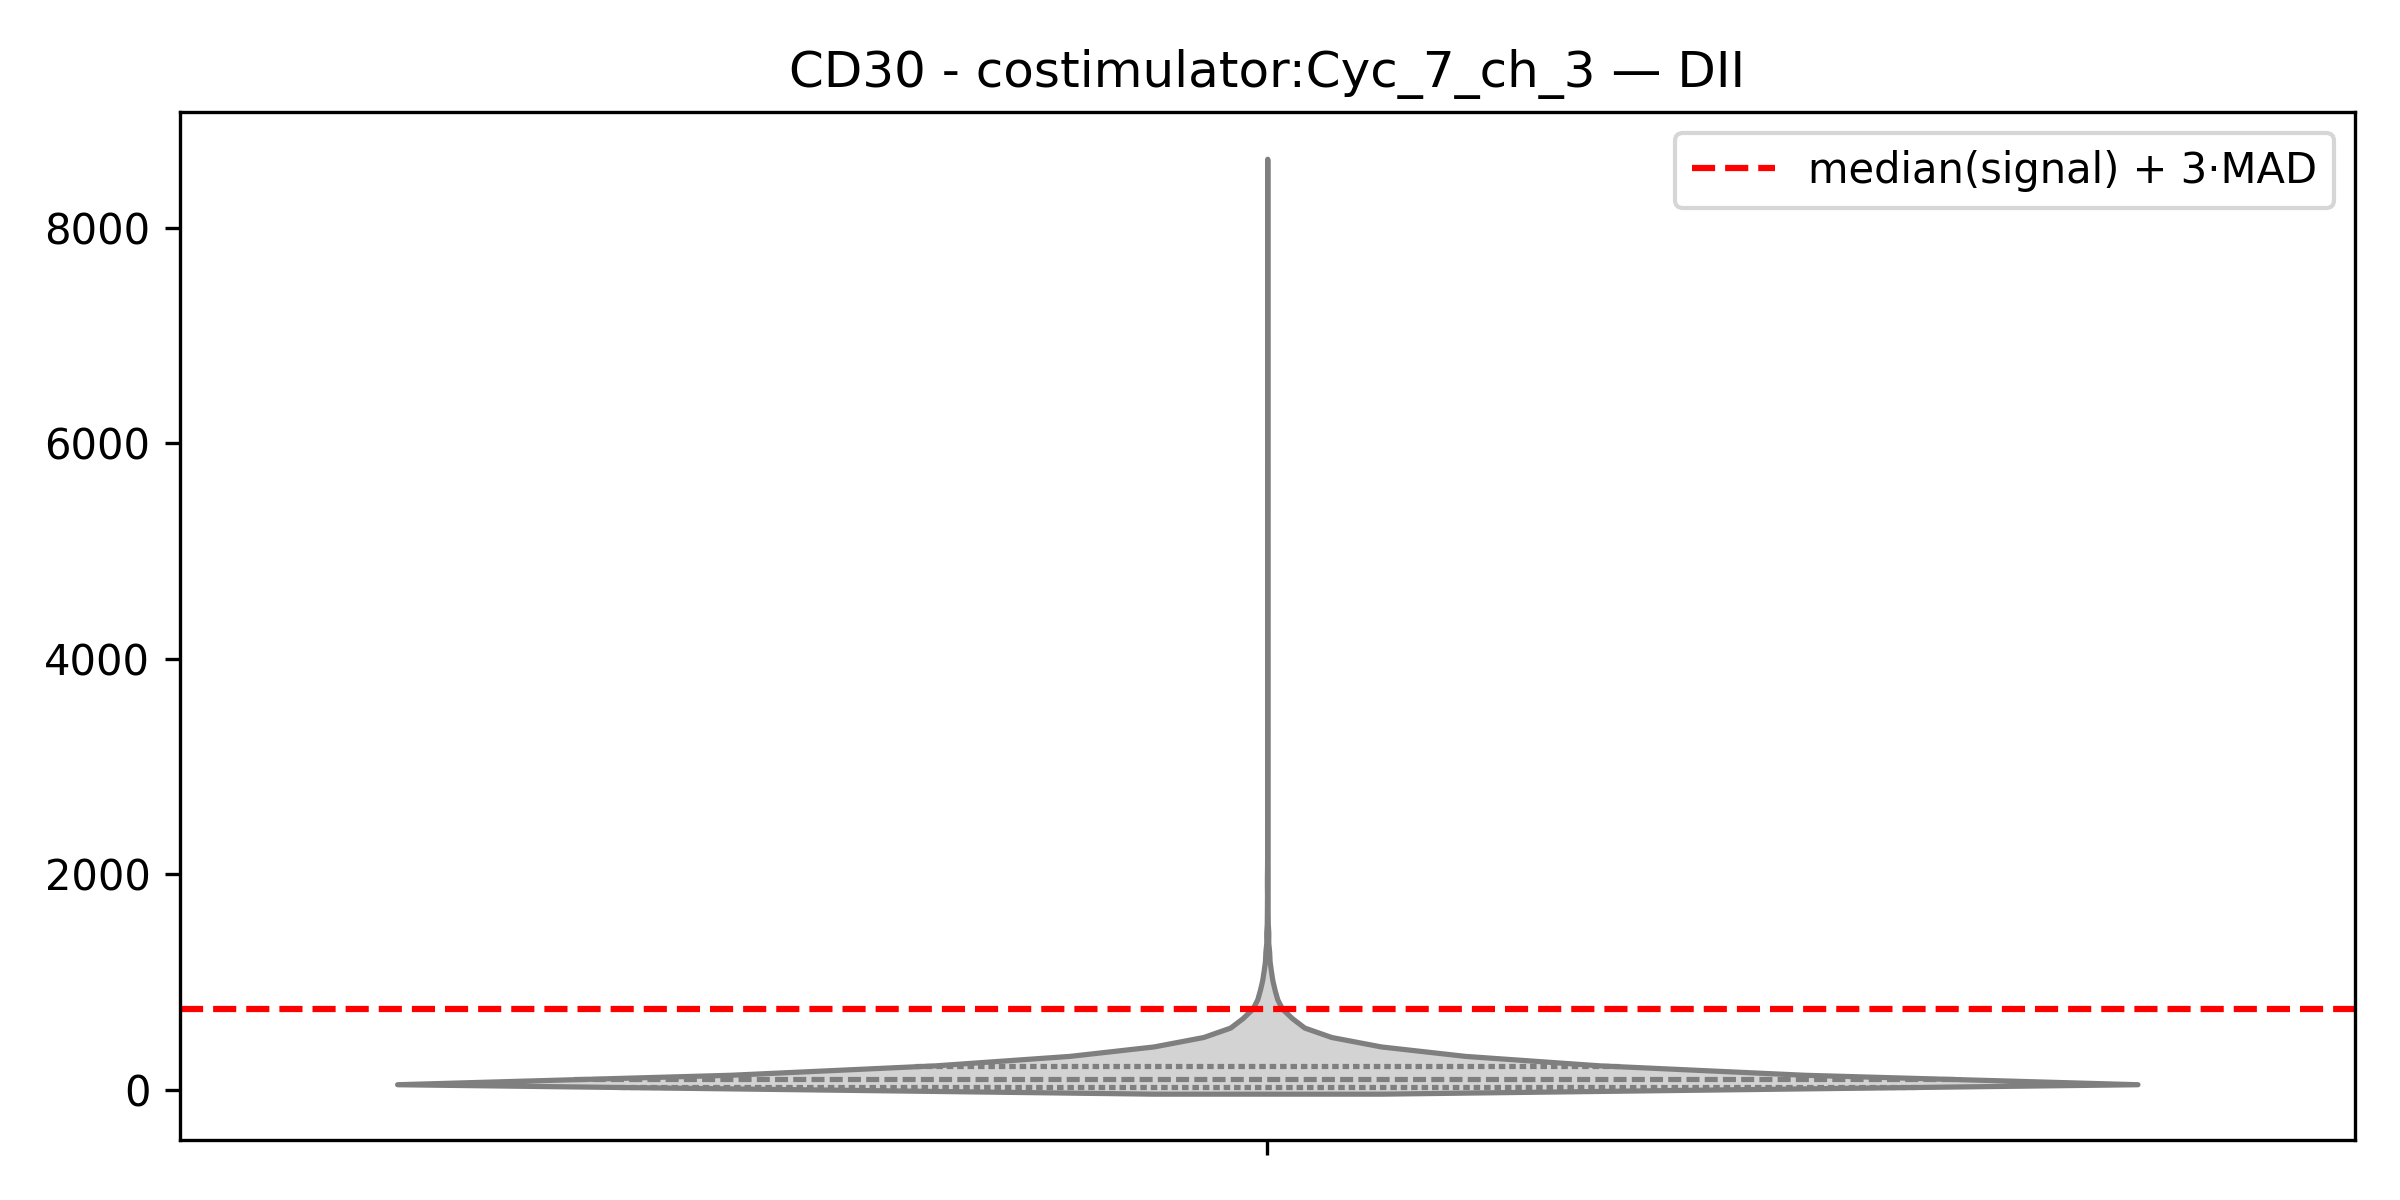 CD30 - costimulator:Cyc_7_ch_3 — DII
median(signal) + 3·MAD
8000
6000
4000
2000
0